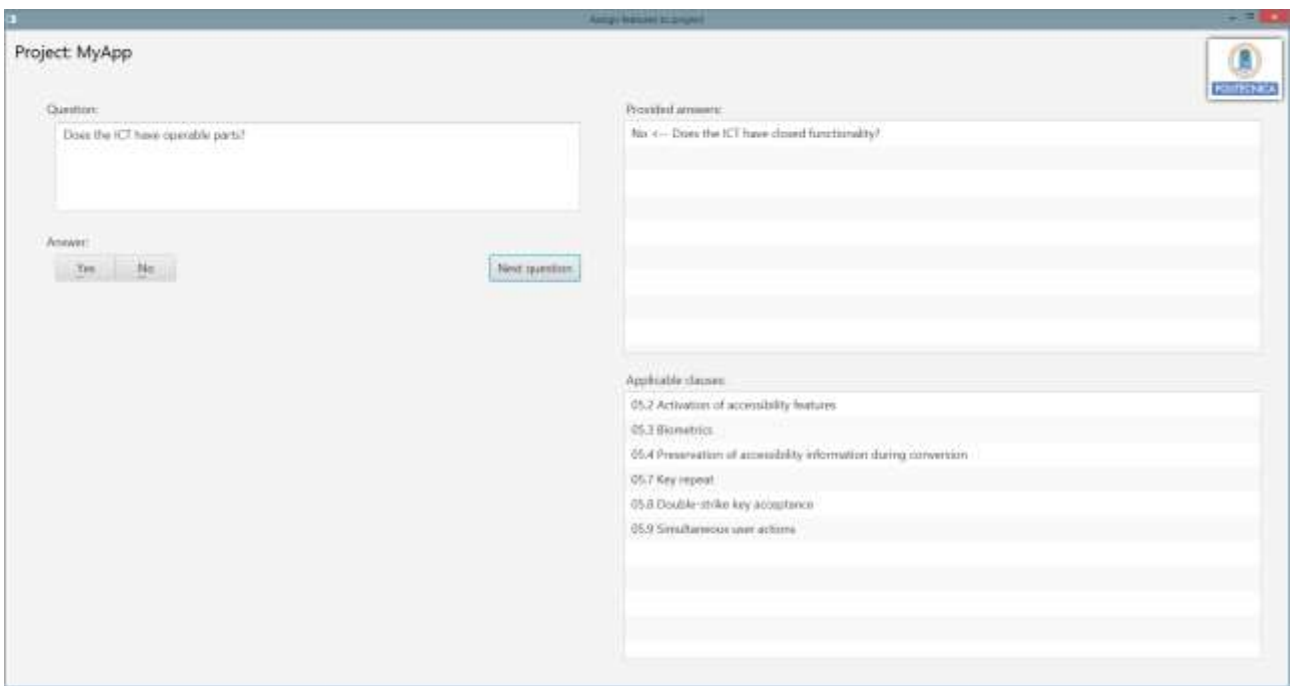 Assign features to project
Project: MyApp
POLITÉCNICA
Question:
Does the ICT have operable parts?
Answer:
Yes
No
Next question
Provided answers:
No <-- Does the ICT have closed functionality?
Applicable clauses:
05.2 Activation of accessibility features
05.3 Biometrics
05.4 Preservation of accessibility information during conversion
05.7 Key repeat
05.8 Double-strike key acceptance
05.9 Simultaneous user actions